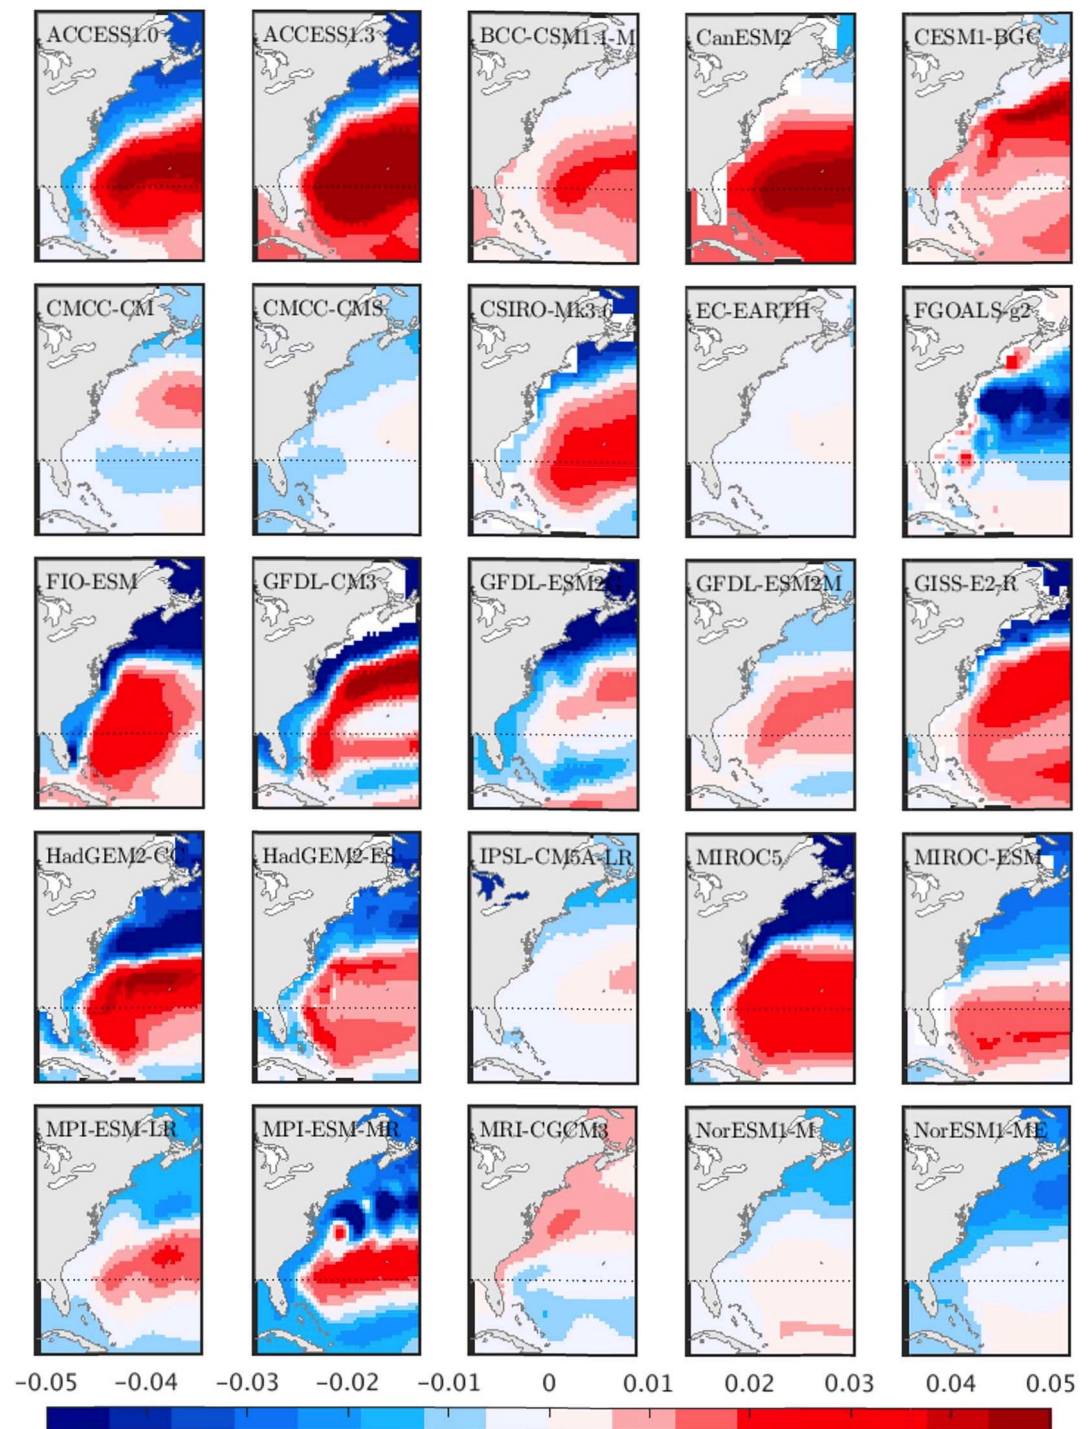 ACCESS1.0 ACCESS1.3 BCC-CSM1.1-M CanESM2 CESM1-BGC
CMCC-CM CMCC-CMS CSIRO-Mk3.6 EC-EARTH FGOALS-g2
FIO-ESM GFDL-CM3 GFDL-ESM2G GFDL-ESM2M GISS-E2-R
HadGEM2-CC HadGEM2-ES IPSL-CM5A-LR MIROC5 MIROC-ESM
MPI-ESM-LR MPI-ESM-MR MRI-CGCM3 NorESM1-M NorESM1-ME
−0.05 −0.04 −0.03 −0.02 −0.01 0 0.01 0.02 0.03 0.04 0.05